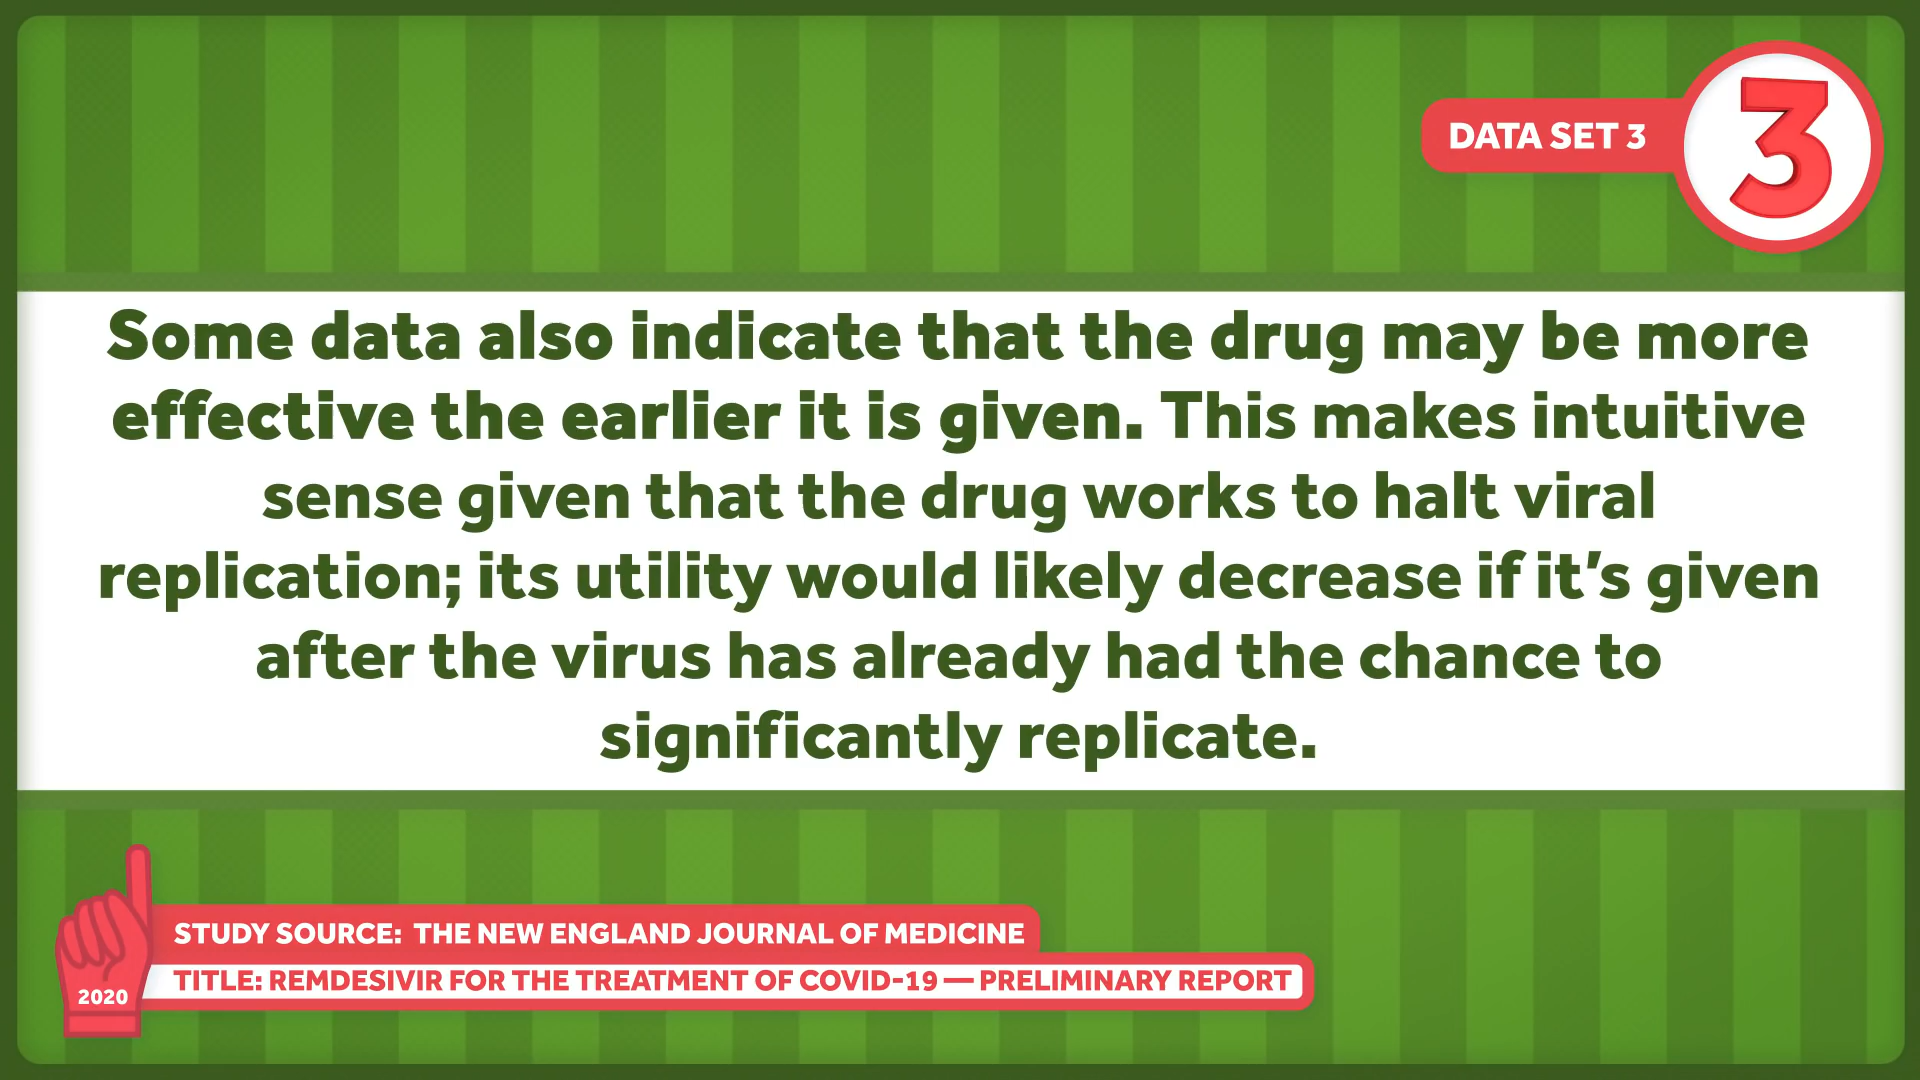 DATA SET 3
3
Some data also indicate that the drug may be more
effective the earlier it is given. This makes intuitive
sense given that the drug works to halt viral
replication; its utility would likely decrease if it's given
after the virus has already had the chance to
significantly replicate.
STUDY SOURCE: THE NEW ENGLAND JOURNAL OF MEDICINE
TITLE: REMDESIVIR FOR THE TREATMENT OF COVID-19 — PRELIMINARY REPORT
2020